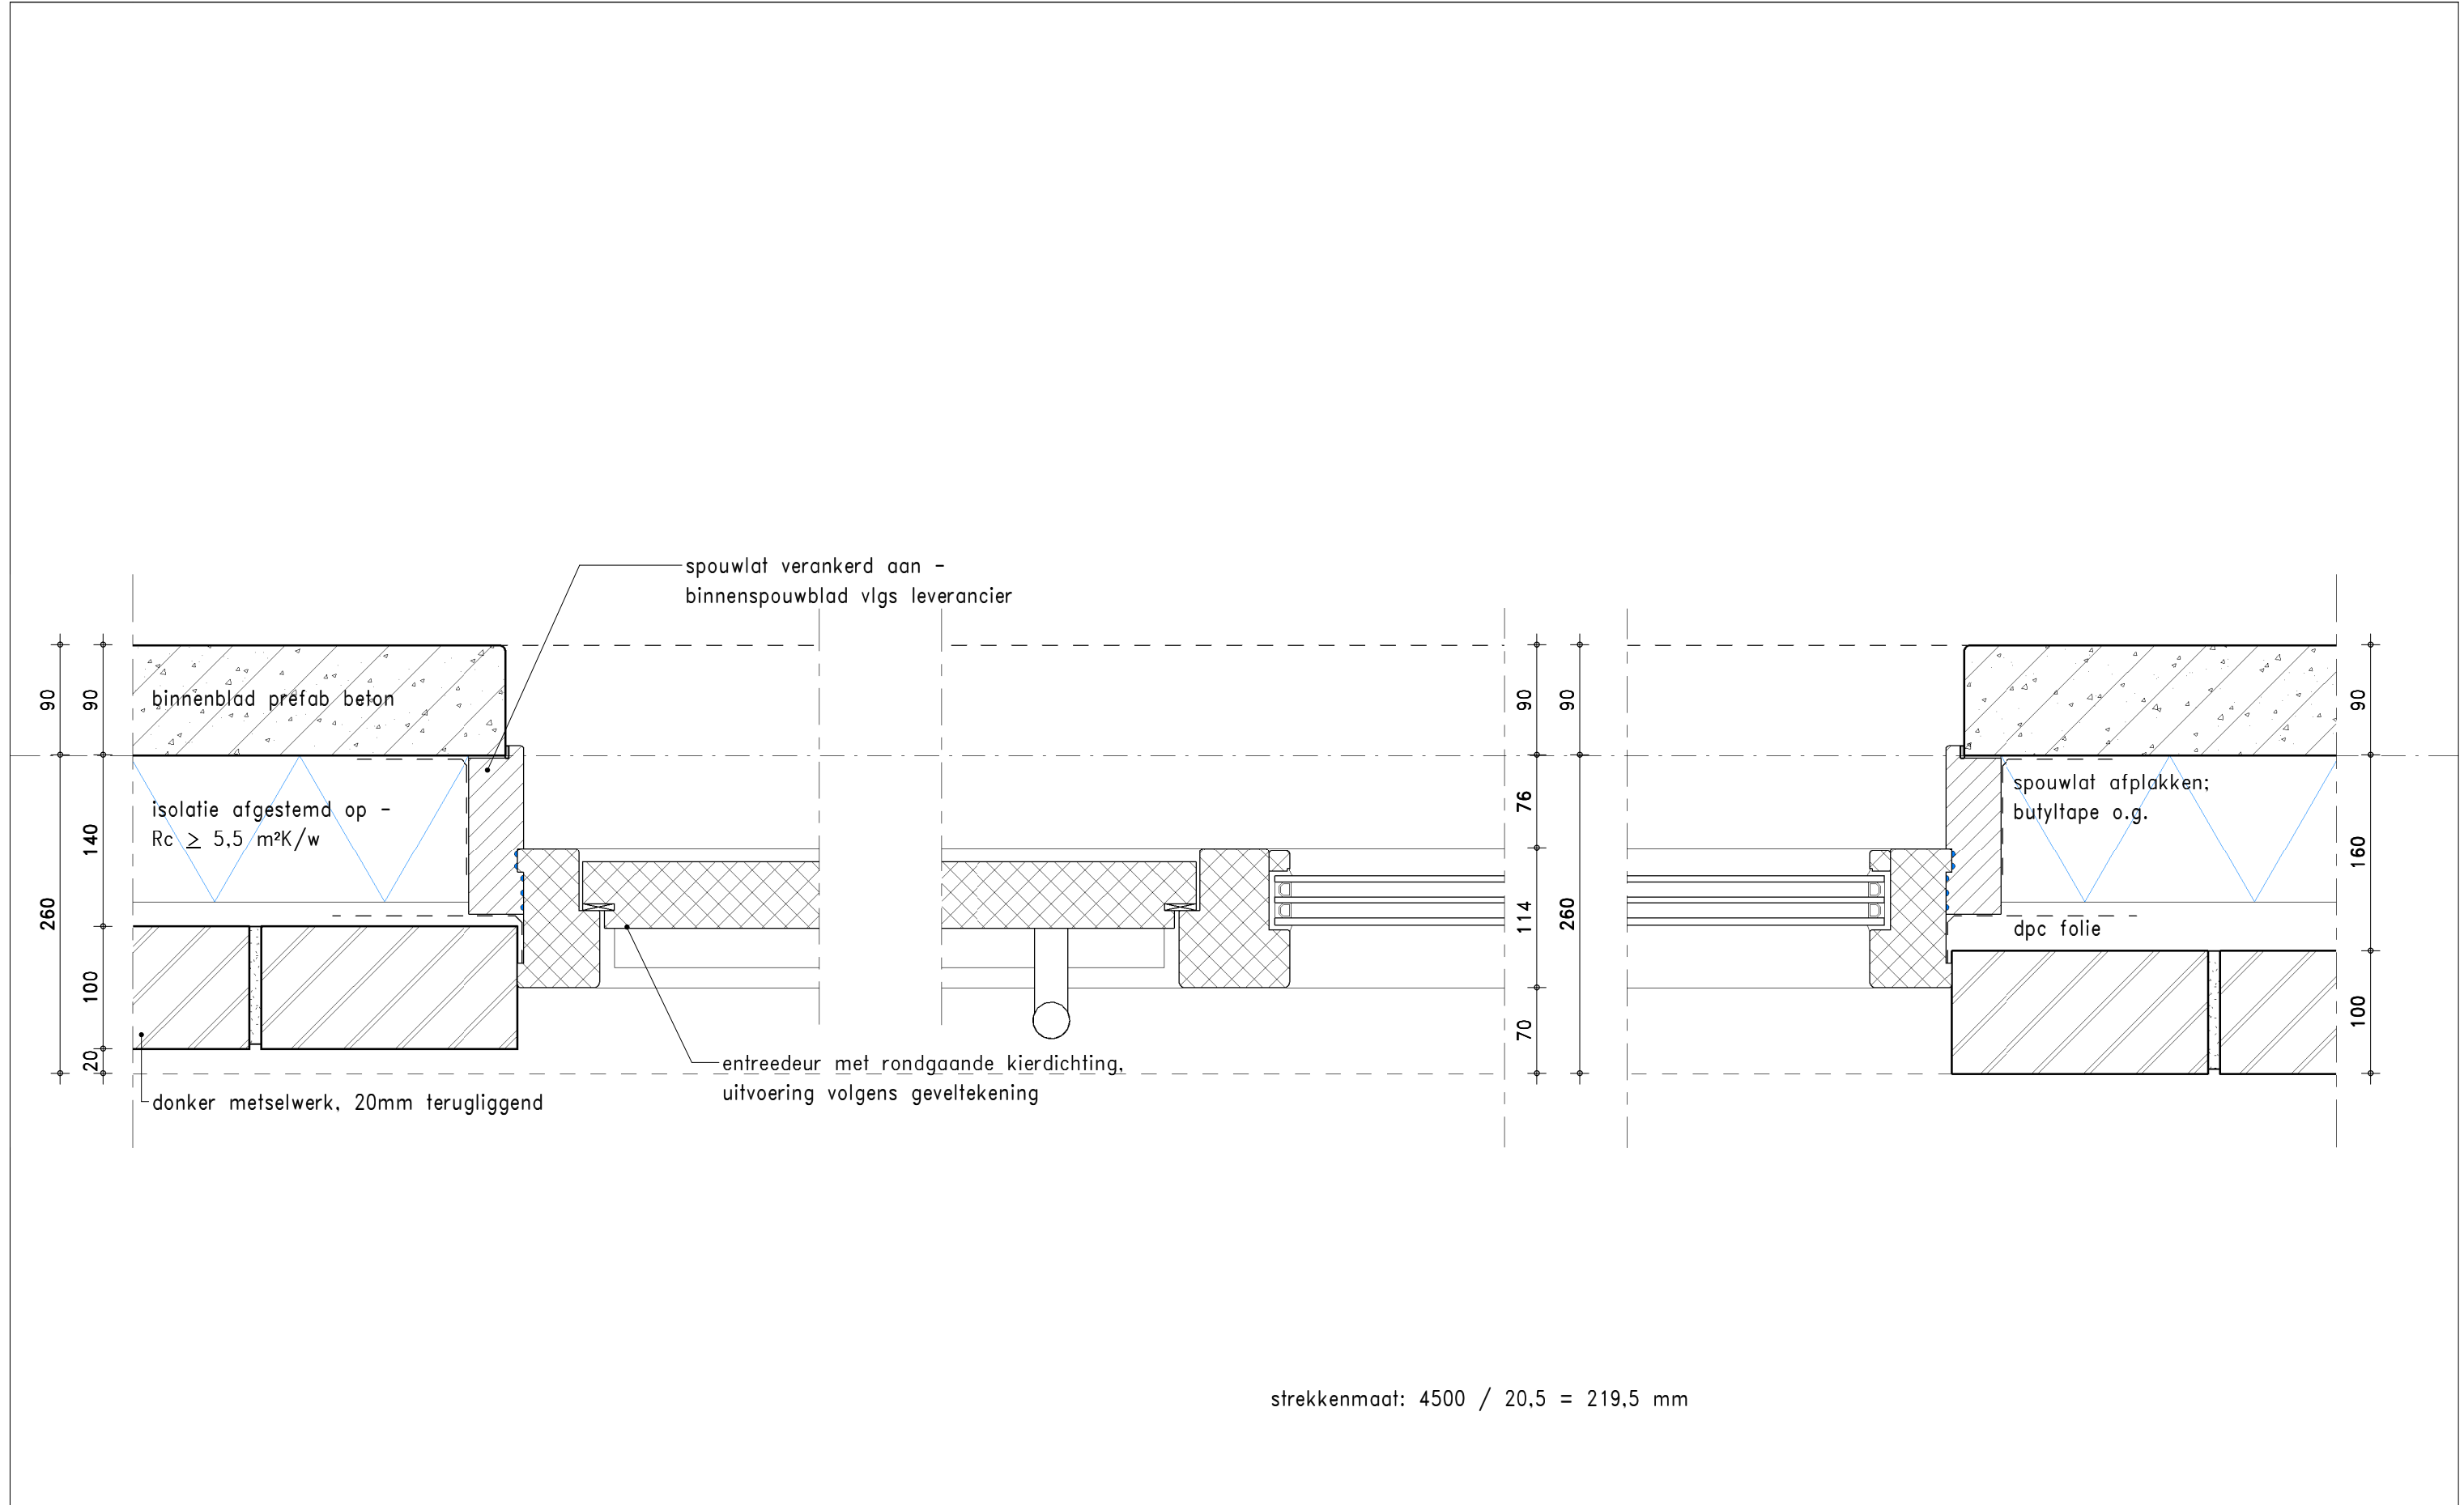 spouwlat verankerd aan -
binnenspouwblad vlgs leverancier
binnenblad prefab beton
isolatie afgestemd op -
Rc ≥ 5,5 m²K/w
spouwlat afplakken;
butyltape o.g.
dpc folie
entreedeur met rondgaande kierdichting,
uitvoering volgens geveltekening
donker metselwerk, 20mm terugliggend
90
260
90
140
100
20
90
76
114
70
90
260
90
160
100
strekkenmaat: 4500 / 20,5 = 219,5 mm